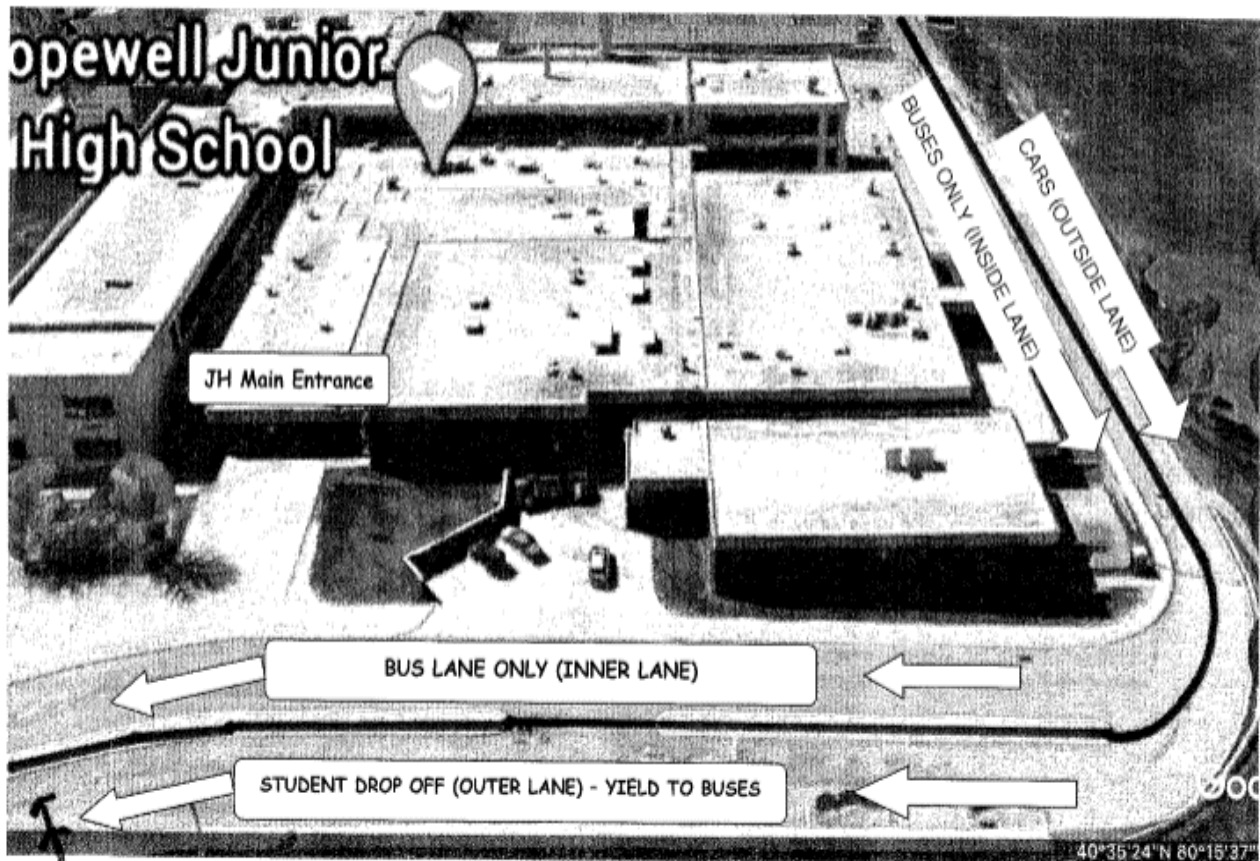 opewell Junior
High School
BUSES ONLY (INSIDE LANE)
CARS (OUTSIDE LANE)
JH Main Entrance
BUS LANE ONLY (INNER LANE)
STUDENT DROP OFF (OUTER LANE) - YIELD TO BUSES
Goo
40°35'24"N 80°15'37"